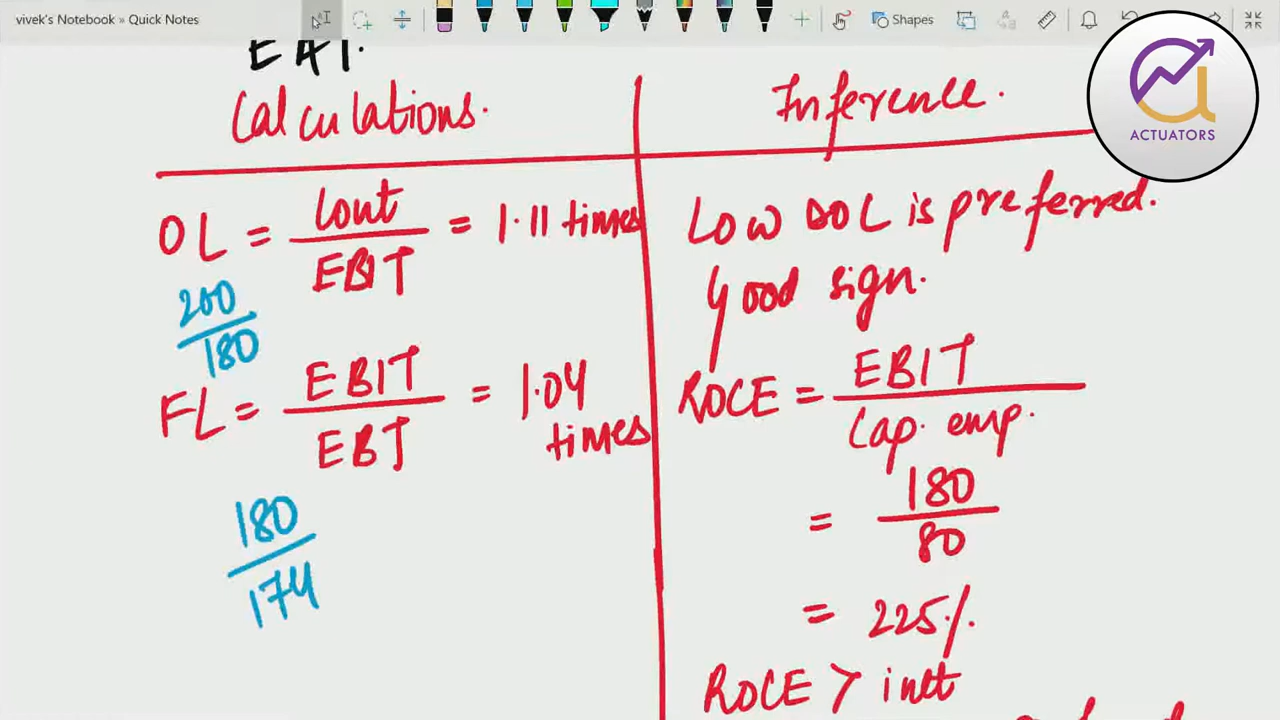 vivek's Notebook » Quick Notes
Shapes
ACTUATORS
EAT.
Calculations.
OL = Cont / EBIT = 1.11 times
200 / 180
FL = EBIT / EBT = 1.04
times
180 / 174
Inference.
Low DOL is preferred.
Good sign.
ROCE = EBIT / Cap. emp.
= 180 / 80
= 225%
ROCE > int